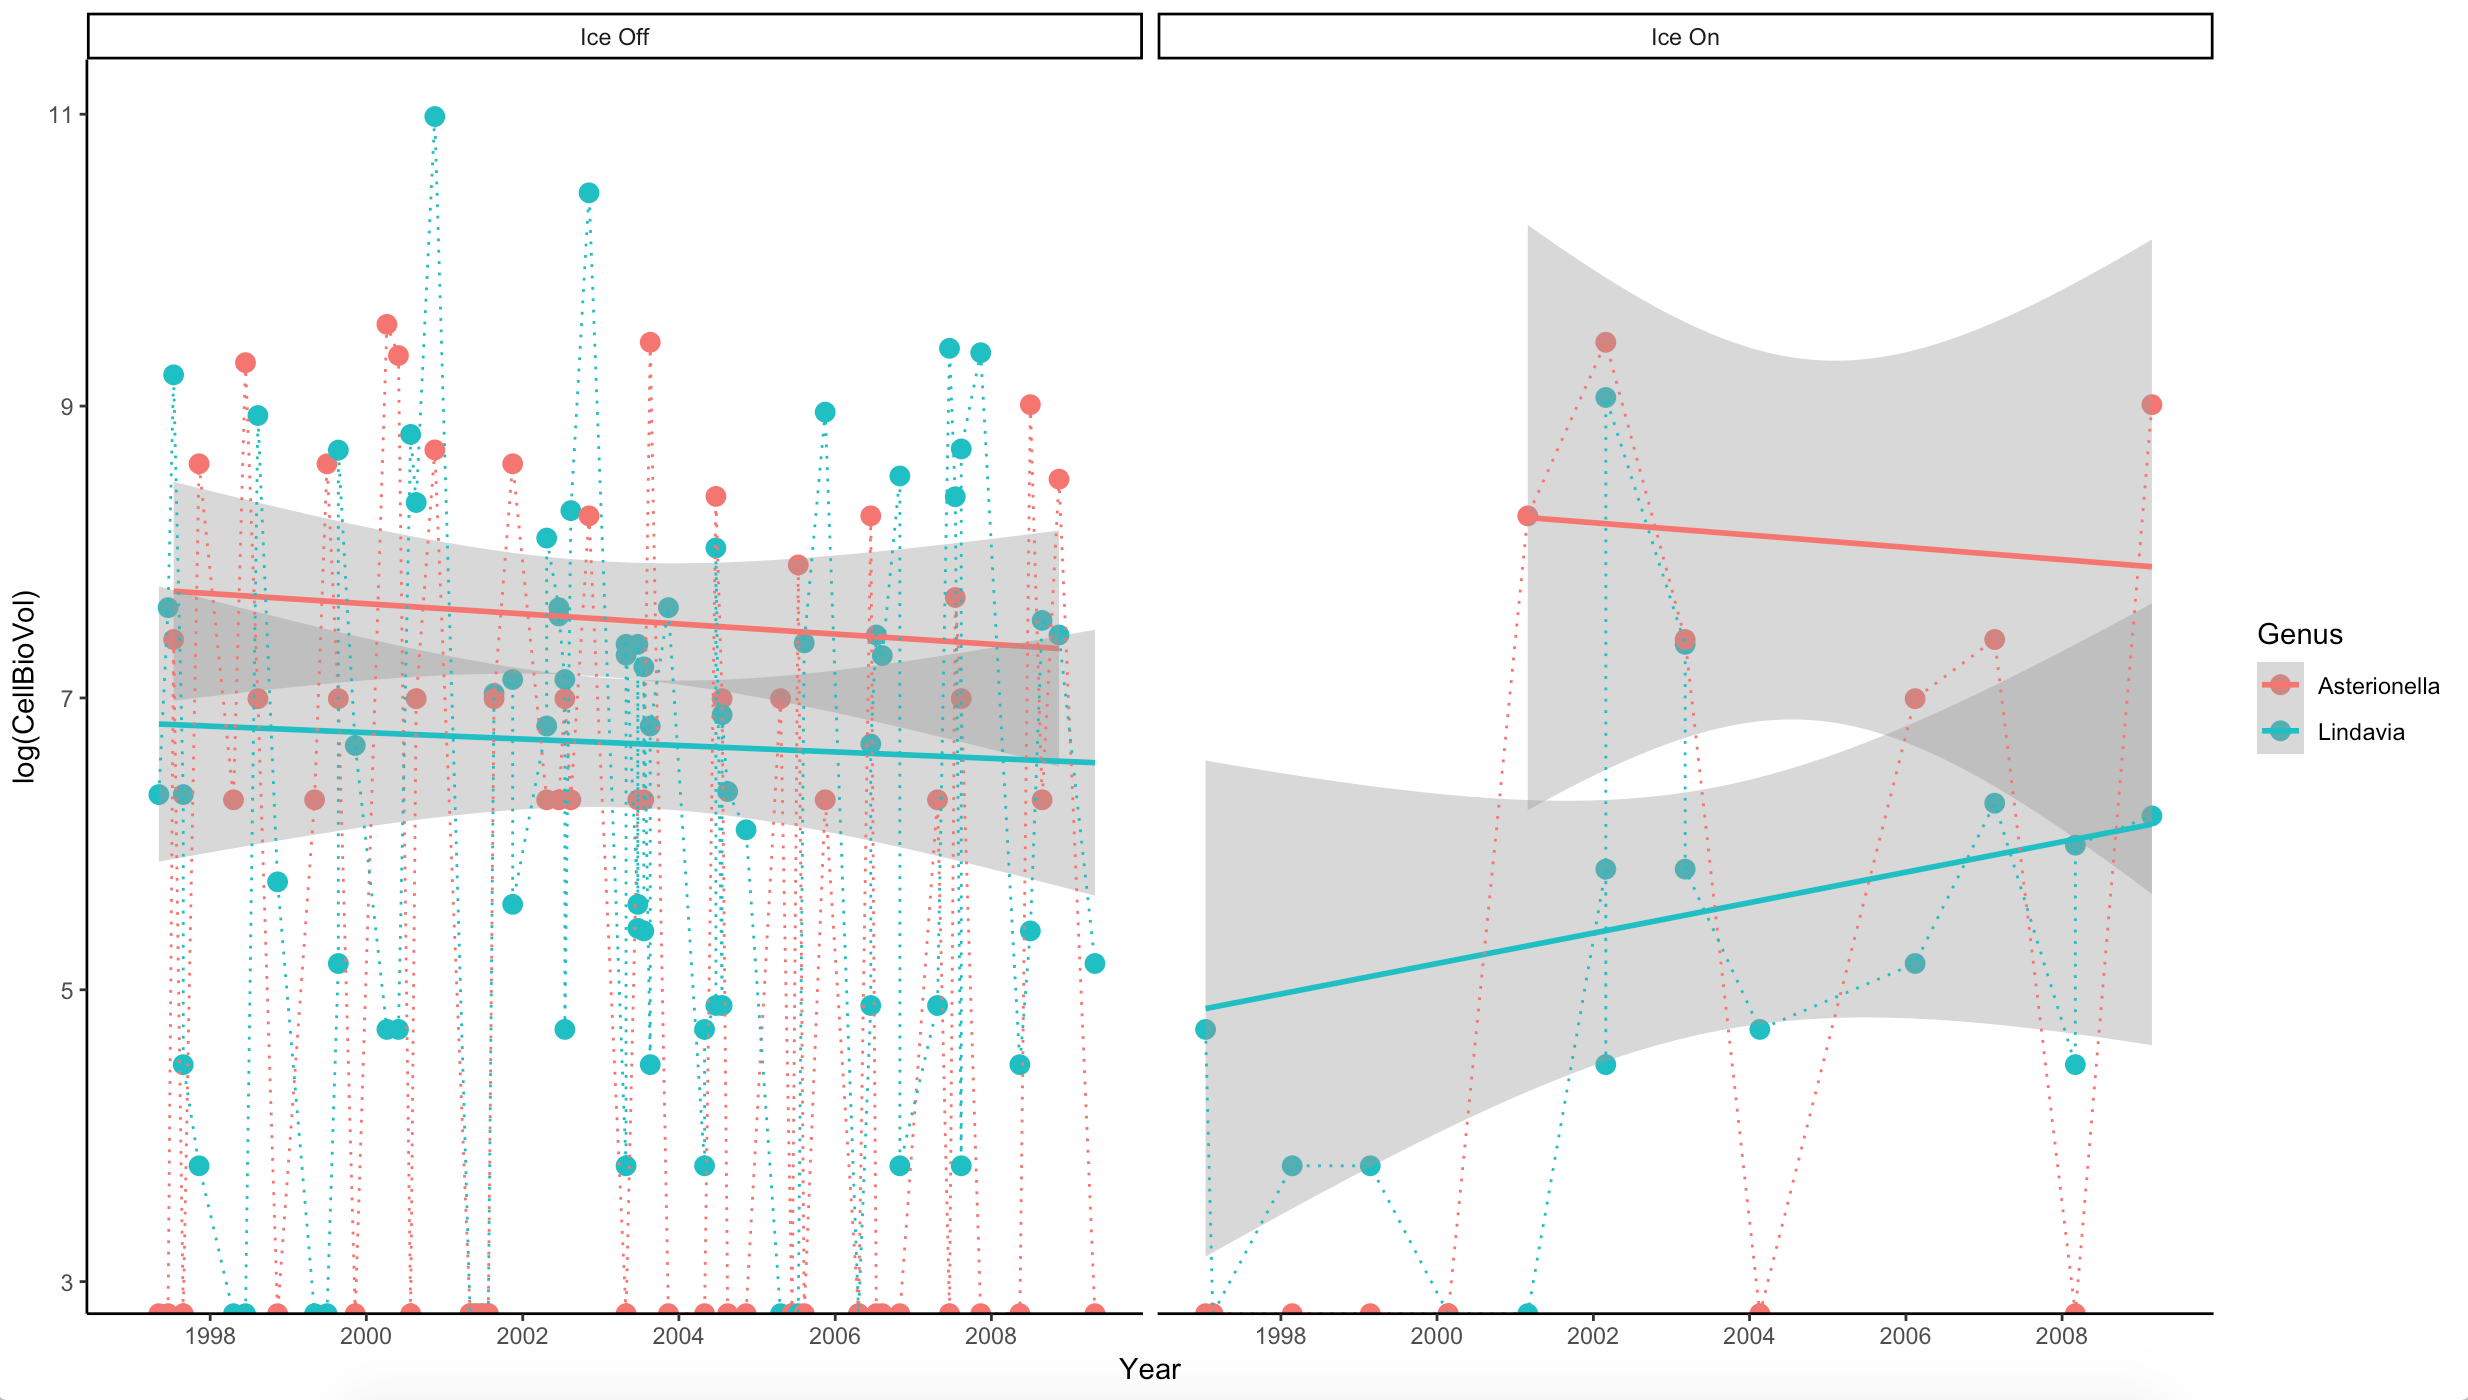 Ice Off
Ice On
11
9
7
5
3
log(CellBioVol)
1998 2000 2002 2004 2006 2008
1998 2000 2002 2004 2006 2008
Year
Genus
Asterionella
Lindavia